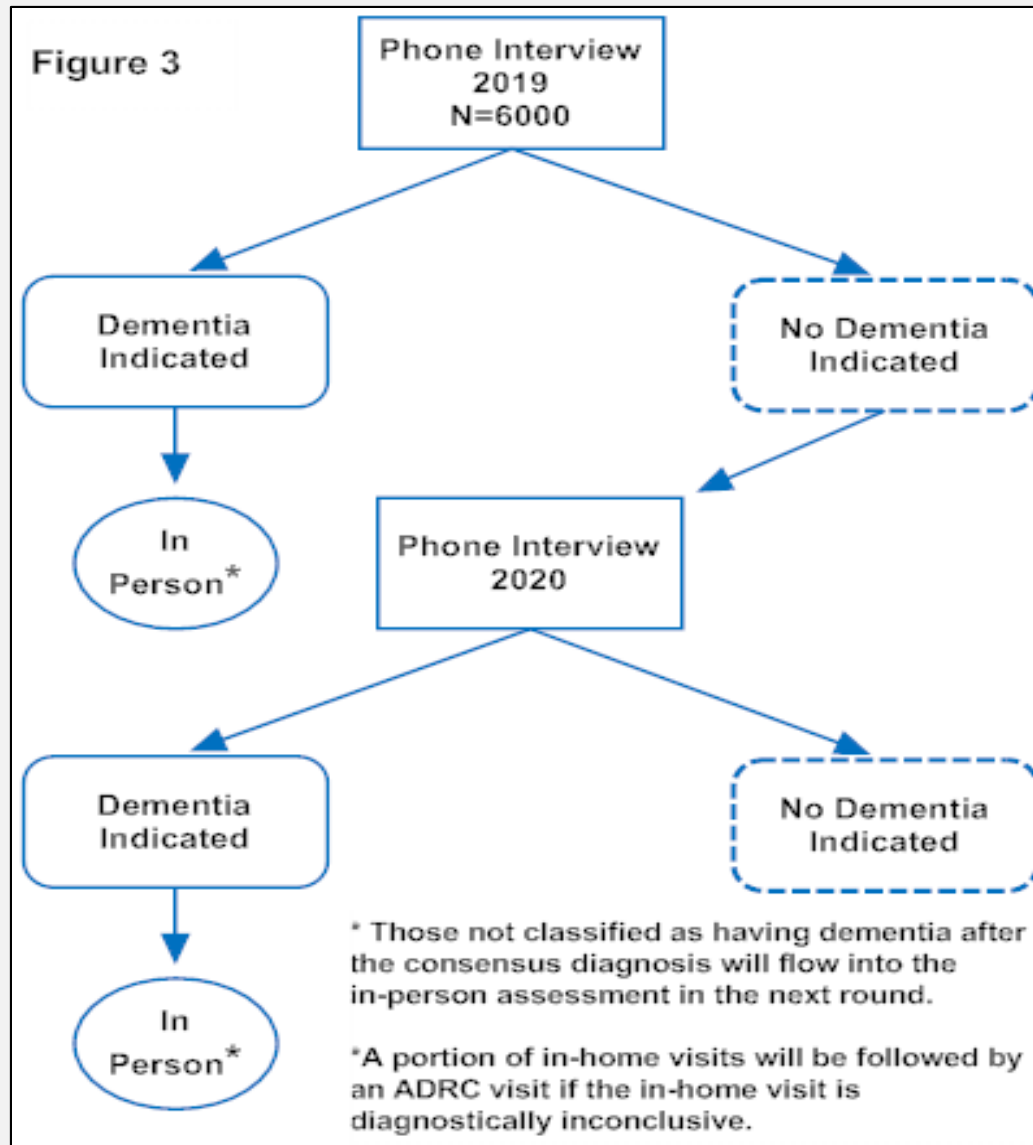 Figure 3
Phone Interview
2019
N=6000
Dementia
Indicated
No Dementia
Indicated
In
Person*
Phone Interview
2020
Dementia
Indicated
No Dementia
Indicated
In
Person*
* Those not classified as having dementia after
the consensus diagnosis will flow into the
in-person assessment in the next round.
*A portion of in-home visits will be followed by
an ADRC visit if the in-home visit is
diagnostically inconclusive.